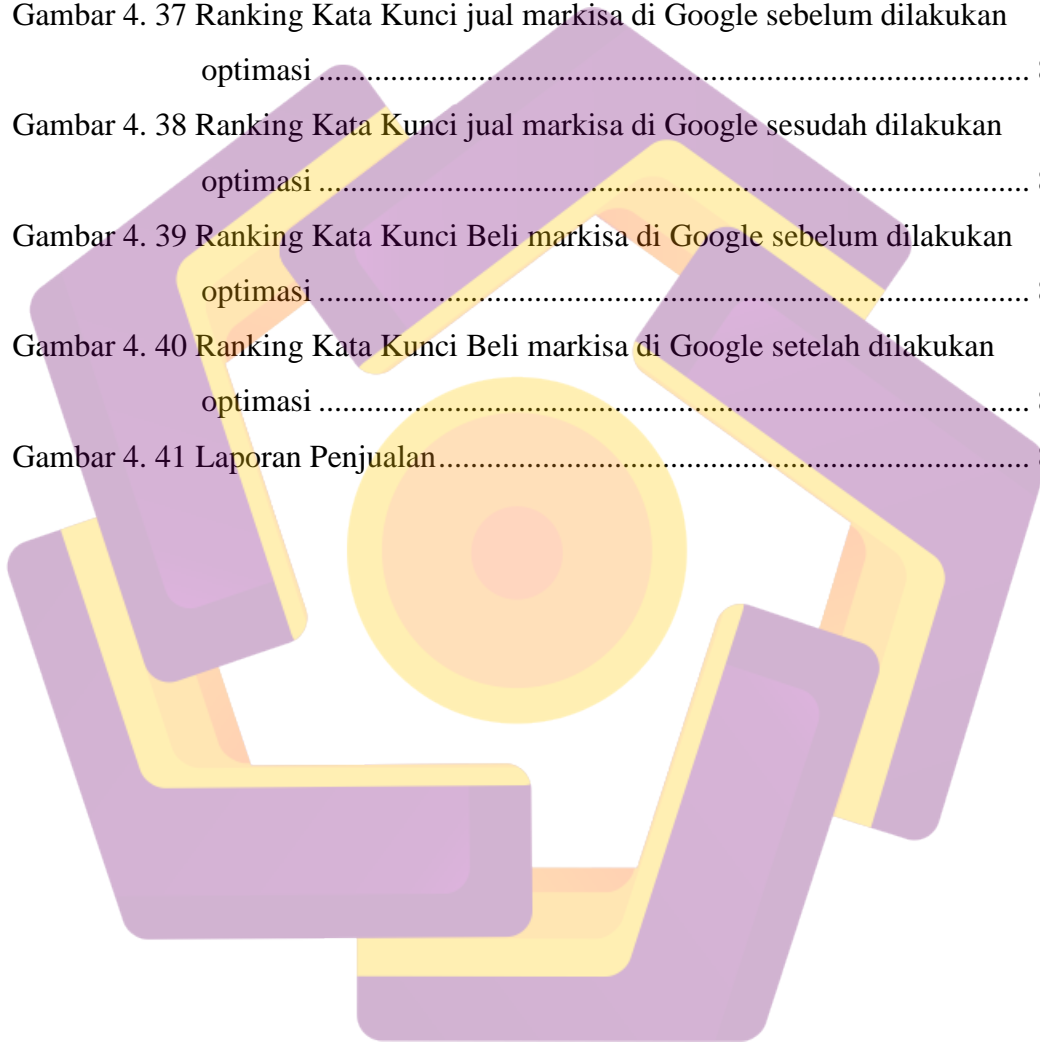 Gambar 4. 37 Ranking Kata Kunci jual markisa di Google sebelum dilakukan
optimasi ..........................................................................................
Gambar 4. 38 Ranking Kata Kunci jual markisa di Google sesudah dilakukan
optimasi ..........................................................................................
Gambar 4. 39 Ranking Kata Kunci Beli markisa di Google sebelum dilakukan
optimasi ..........................................................................................
Gambar 4. 40 Ranking Kata Kunci Beli markisa di Google setelah dilakukan
optimasi ..........................................................................................
Gambar 4. 41 Laporan Penjualan...........................................................................